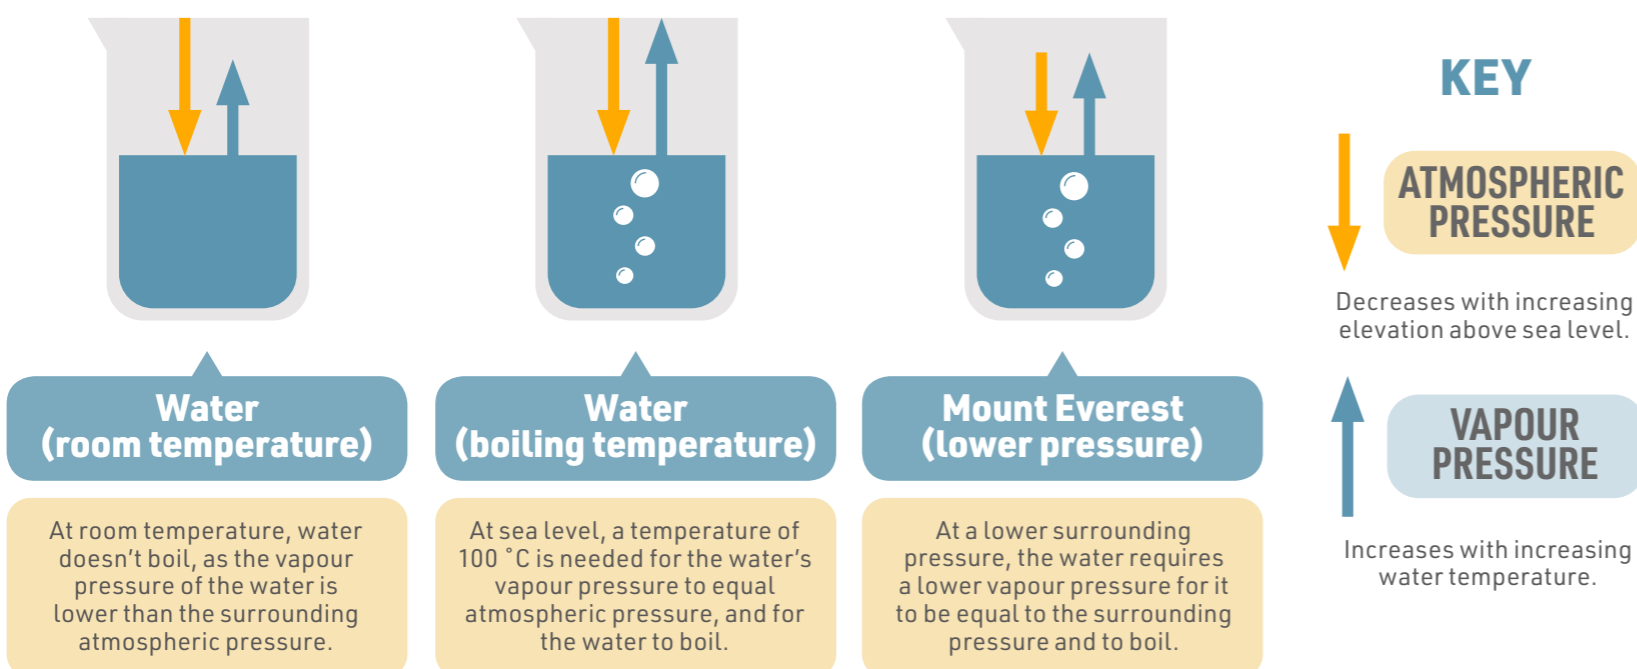 Water
(room temperature)
At room temperature, water
doesn't boil, as the vapour
pressure of the water is
lower than the surrounding
atmospheric pressure.
Water
(boiling temperature)
At sea level, a temperature of
100 ˚C is needed for the water's
vapour pressure to equal
atmospheric pressure, and for
the water to boil.
Mount Everest
(lower pressure)
At a lower surrounding
pressure, the water requires
a lower vapour pressure for it
to be equal to the surrounding
pressure and to boil.
KEY
ATMOSPHERIC
PRESSURE
Decreases with increasing
elevation above sea level.
VAPOUR
PRESSURE
Increases with increasing
water temperature.